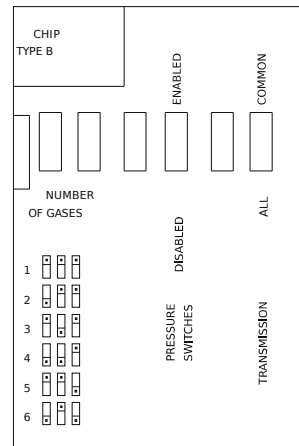 CHIP
TYPE B
ENABLED
COMMON
NUMBER
OF GASES
DISABLED
ALL
1
2
3
4
5
6
PRESSURE
SWITCHES
TRANSMISSION